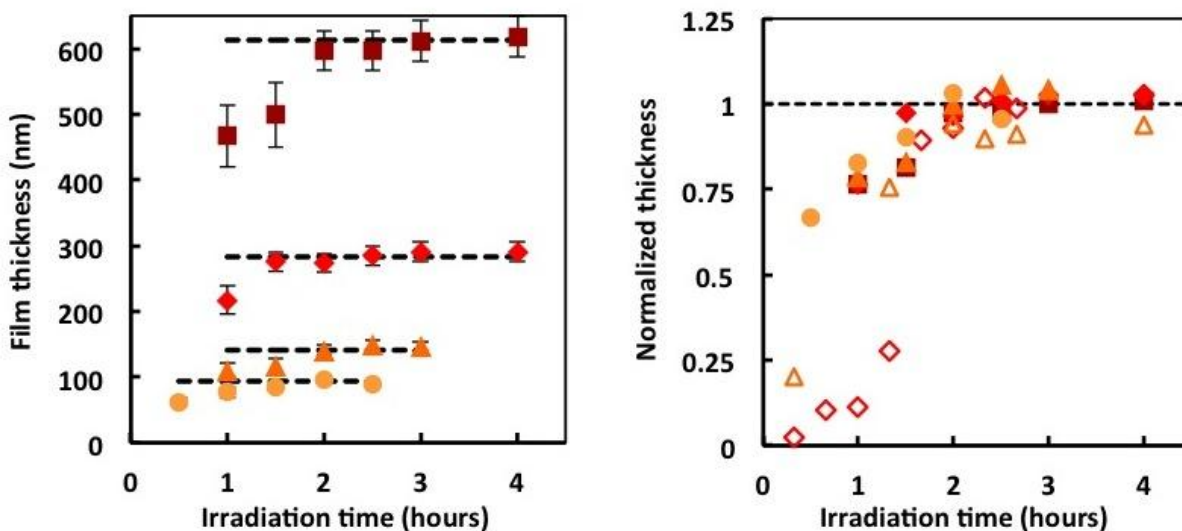 Film thickness (nm)
600
500
400
300
200
100
0
0 1 2 3 4
Irradiation time (hours)
Normalized thickness
1.25
1
0.75
0.5
0.25
0
0 1 2 3 4
Irradiation time (hours)